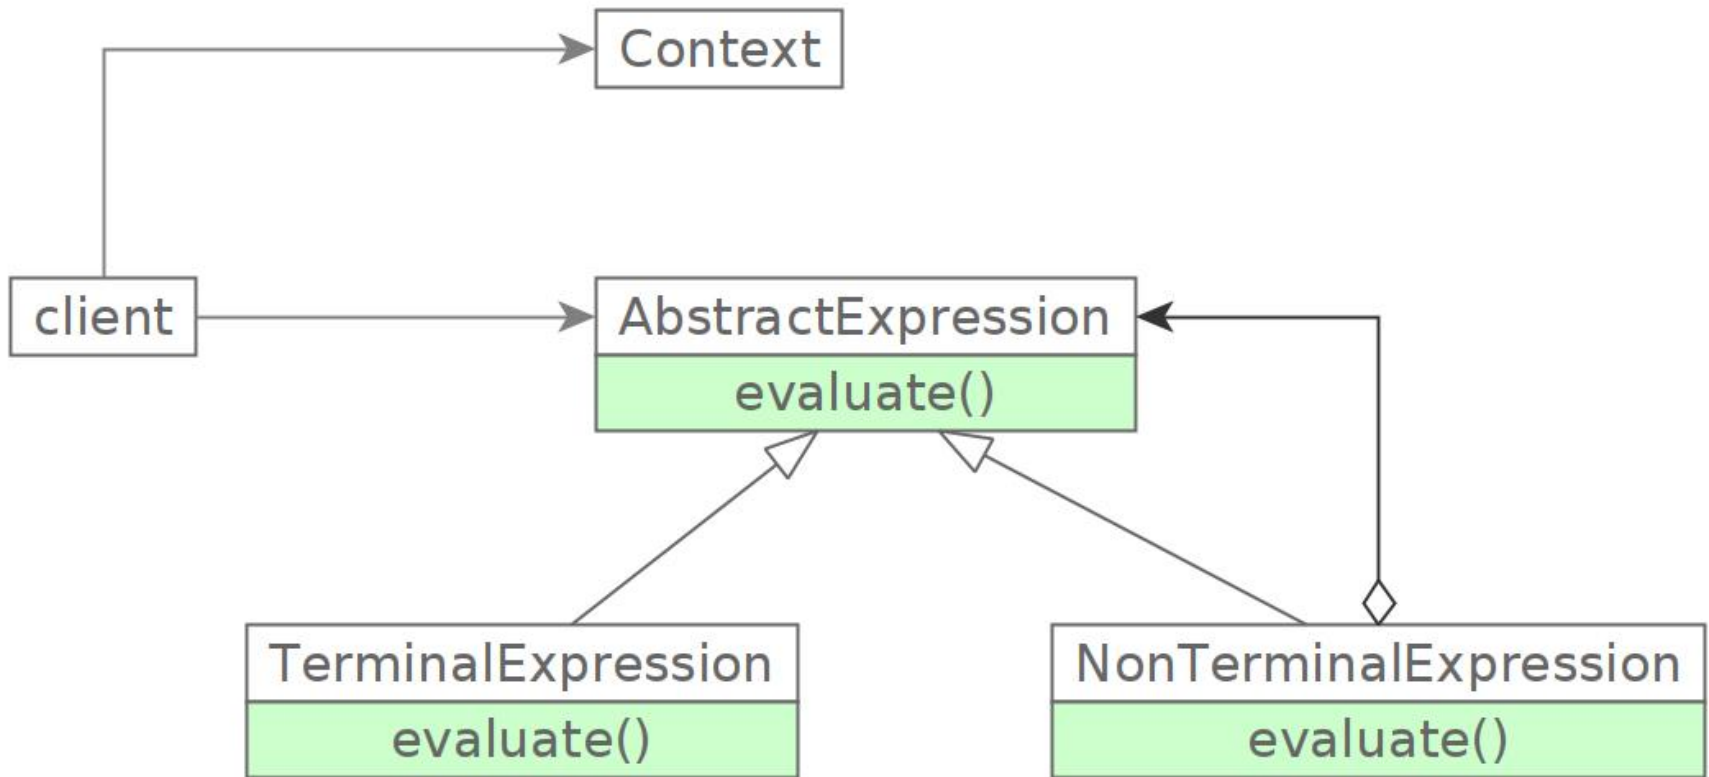 Context
client
AbstractExpression
evaluate()
TerminalExpression
evaluate()
NonTerminalExpression
evaluate()